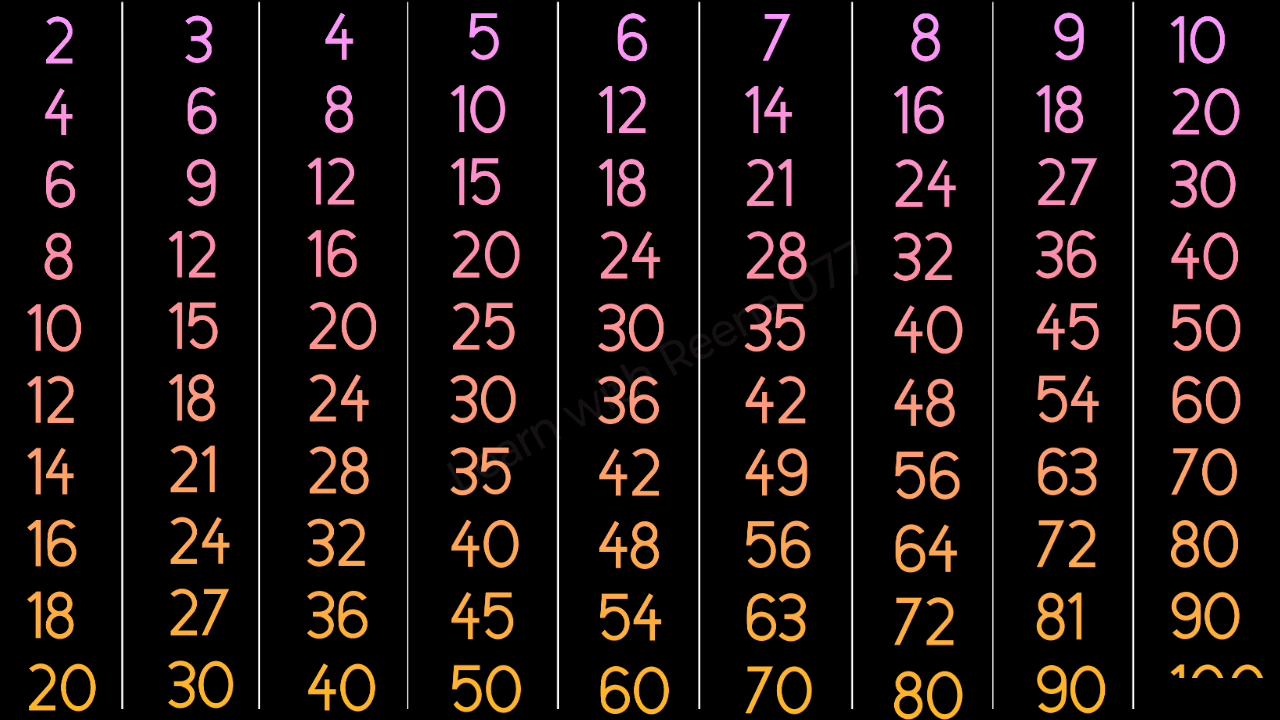 2 3 4 5 6 7 8 9 10
4 6 8 10 12 14 16 18 20
6 9 12 15 18 21 24 27 30
8 12 16 20 24 28 32 36 40
10 15 20 25 30 35 40 45 50
12 18 24 30 36 42 48 54 60
14 21 28 35 42 49 56 63 70
16 24 32 40 48 56 64 72 80
18 27 36 45 54 63 72 81 90
20 30 40 50 60 70 80 90
Learn with Reena 077